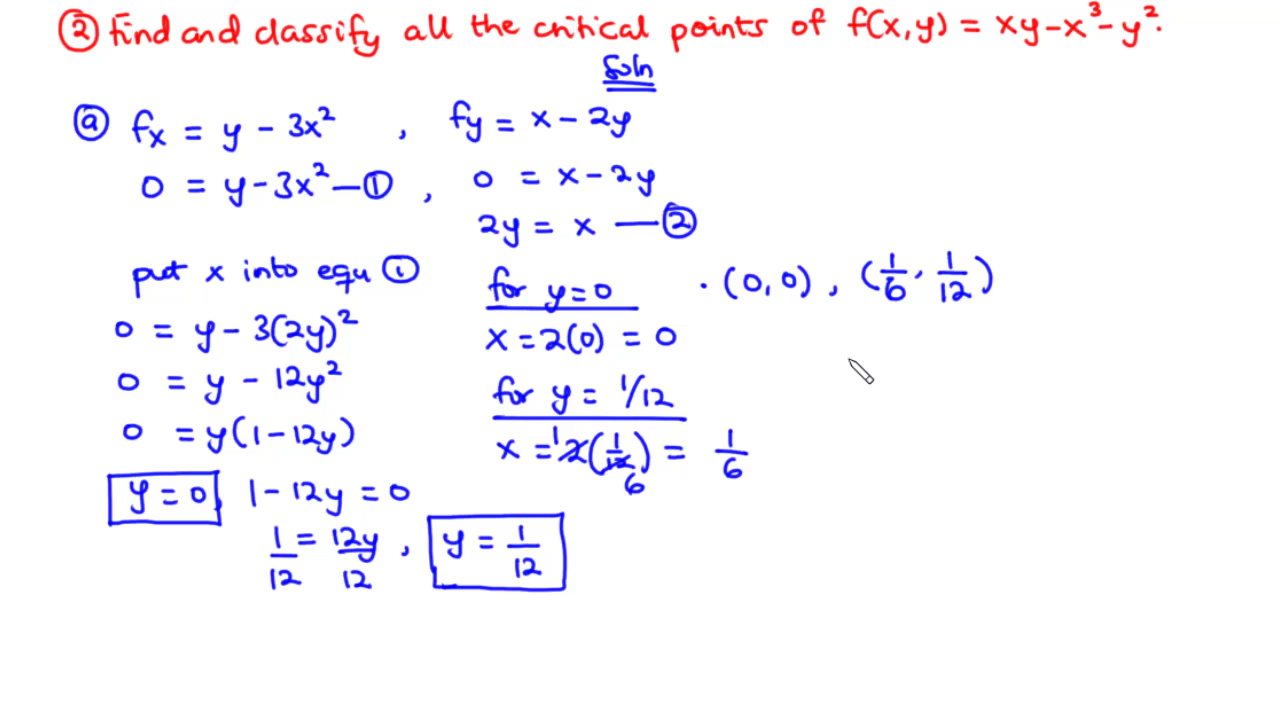 ② Find and classify all the critical points of f(x,y) = xy-x³-y².
Soln
ⓐ fx = y - 3x² , fy = x - 2y
0 = y-3x² —① , 0 = x-2y
2y = x —②
put x into equ ①
0 = y - 3(2y)²
0 = y - 12y²
0 = y(1-12y)
y = 0 1-12y = 0
1/12 = 12y/12 , y = 1/12
for y=0
x = 2(0) = 0
for y = 1/12
x = 2(1/12) = 1/6
1 6
· (0,0), (1/6, 1/12)